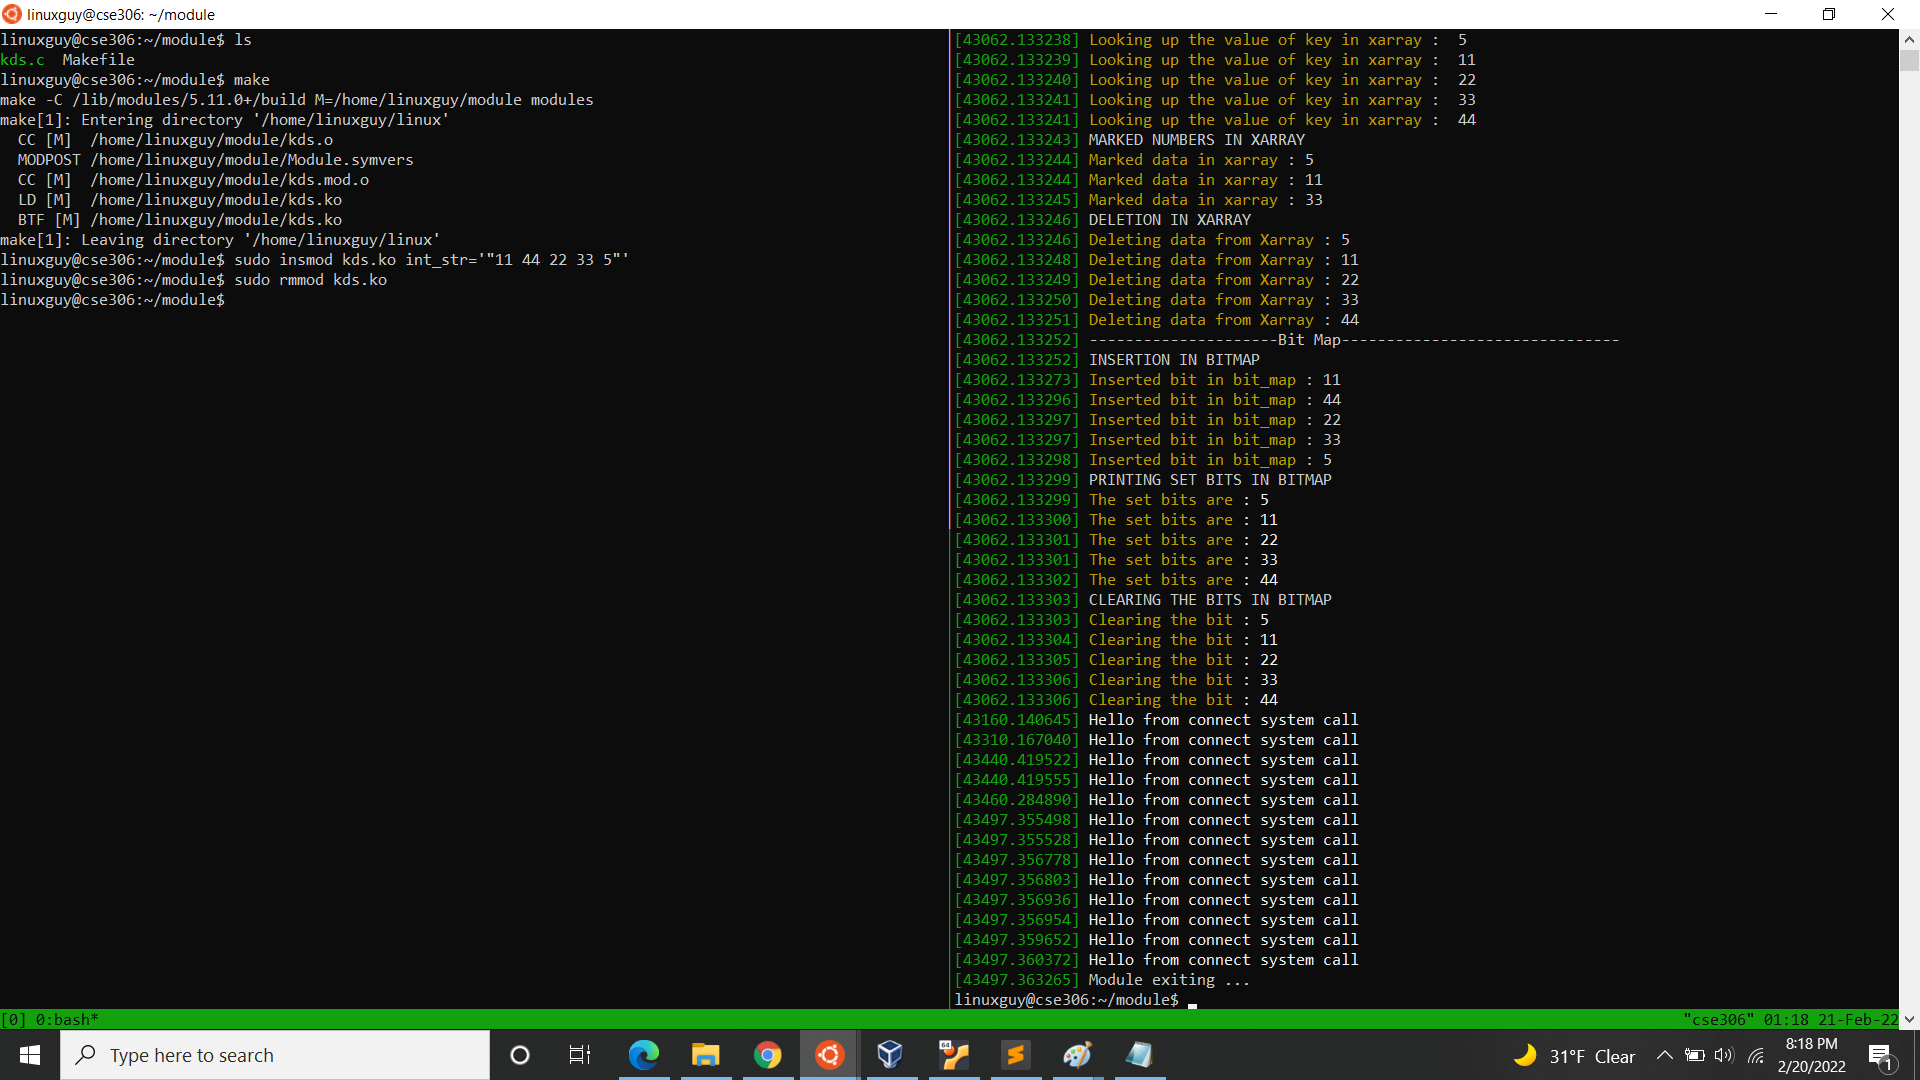 linuxguy@cse306: ~/module
linuxguy@cse306:~/module$ ls
kds.c  Makefile
linuxguy@cse306:~/module$ make
make -C /lib/modules/5.11.0+/build M=/home/linuxguy/module modules
make[1]: Entering directory '/home/linuxguy/linux'
  CC [M]  /home/linuxguy/module/kds.o
  MODPOST /home/linuxguy/module/Module.symvers
  CC [M]  /home/linuxguy/module/kds.mod.o
  LD [M]  /home/linuxguy/module/kds.ko
  BTF [M] /home/linuxguy/module/kds.ko
make[1]: Leaving directory '/home/linuxguy/linux'
linuxguy@cse306:~/module$ sudo insmod kds.ko int_str='"11 44 22 33 5"'
linuxguy@cse306:~/module$ sudo rmmod kds.ko
linuxguy@cse306:~/module$
[43062.133238] Looking up the value of key in xarray :  5
[43062.133239] Looking up the value of key in xarray :  11
[43062.133240] Looking up the value of key in xarray :  22
[43062.133241] Looking up the value of key in xarray :  33
[43062.133241] Looking up the value of key in xarray :  44
[43062.133243] MARKED NUMBERS IN XARRAY
[43062.133244] Marked data in xarray : 5
[43062.133244] Marked data in xarray : 11
[43062.133245] Marked data in xarray : 33
[43062.133246] DELETION IN XARRAY
[43062.133246] Deleting data from Xarray : 5
[43062.133248] Deleting data from Xarray : 11
[43062.133249] Deleting data from Xarray : 22
[43062.133250] Deleting data from Xarray : 33
[43062.133251] Deleting data from Xarray : 44
[43062.133252] ---------------------Bit Map-------------------------------
[43062.133252] INSERTION IN BITMAP
[43062.133273] Inserted bit in bit_map : 11
[43062.133296] Inserted bit in bit_map : 44
[43062.133297] Inserted bit in bit_map : 22
[43062.133297] Inserted bit in bit_map : 33
[43062.133298] Inserted bit in bit_map : 5
[43062.133299] PRINTING SET BITS IN BITMAP
[43062.133299] The set bits are : 5
[43062.133300] The set bits are : 11
[43062.133301] The set bits are : 22
[43062.133301] The set bits are : 33
[43062.133302] The set bits are : 44
[43062.133303] CLEARING THE BITS IN BITMAP
[43062.133303] Clearing the bit : 5
[43062.133304] Clearing the bit : 11
[43062.133305] Clearing the bit : 22
[43062.133306] Clearing the bit : 33
[43062.133306] Clearing the bit : 44
[43160.140645] Hello from connect system call
[43310.167040] Hello from connect system call
[43440.419522] Hello from connect system call
[43440.419555] Hello from connect system call
[43460.284890] Hello from connect system call
[43497.355498] Hello from connect system call
[43497.355528] Hello from connect system call
[43497.356778] Hello from connect system call
[43497.356803] Hello from connect system call
[43497.356936] Hello from connect system call
[43497.356954] Hello from connect system call
[43497.359652] Hello from connect system call
[43497.360372] Hello from connect system call
[43497.363265] Module exiting ...
linuxguy@cse306:~/module$
[0] 0:bash*
"cse306" 01:18 21-Feb-22
Type here to search
64
31°F Clear
8:18 PM
2/20/2022
1